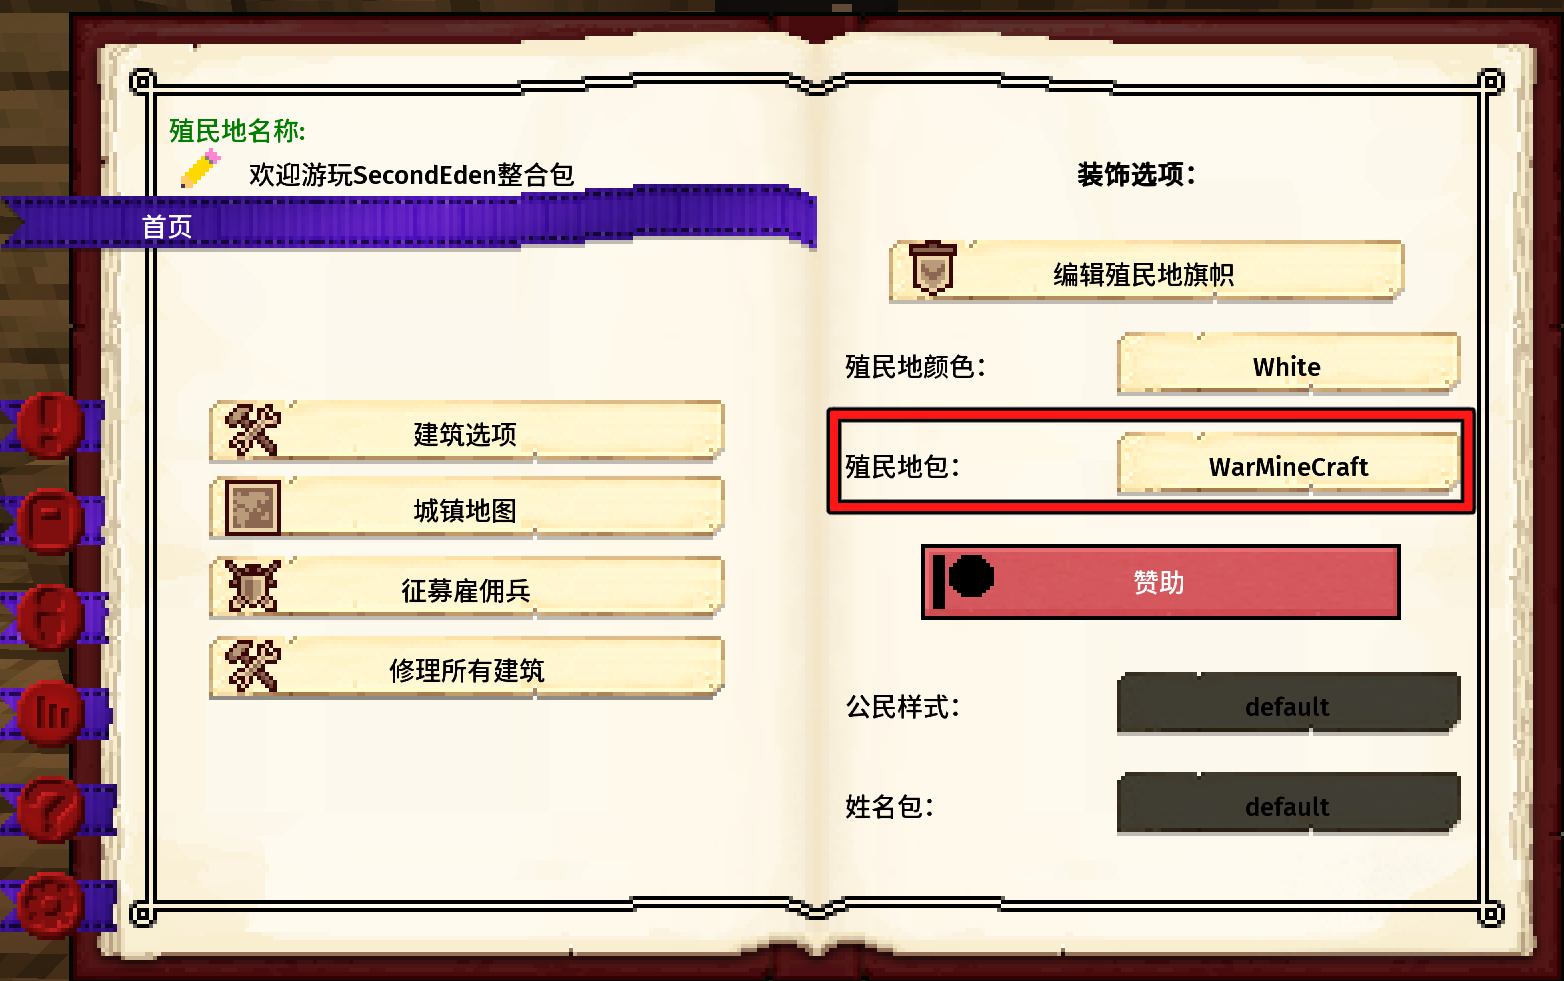 殖民地名称:
欢迎游玩SecondEden整合包
首页
建筑选项
城镇地图
征募雇佣兵
修理所有建筑
装饰选项：
编辑殖民地旗帜
殖民地颜色：
White
殖民地包：
WarMineCraft
赞助
公民样式：
default
姓名包：
default